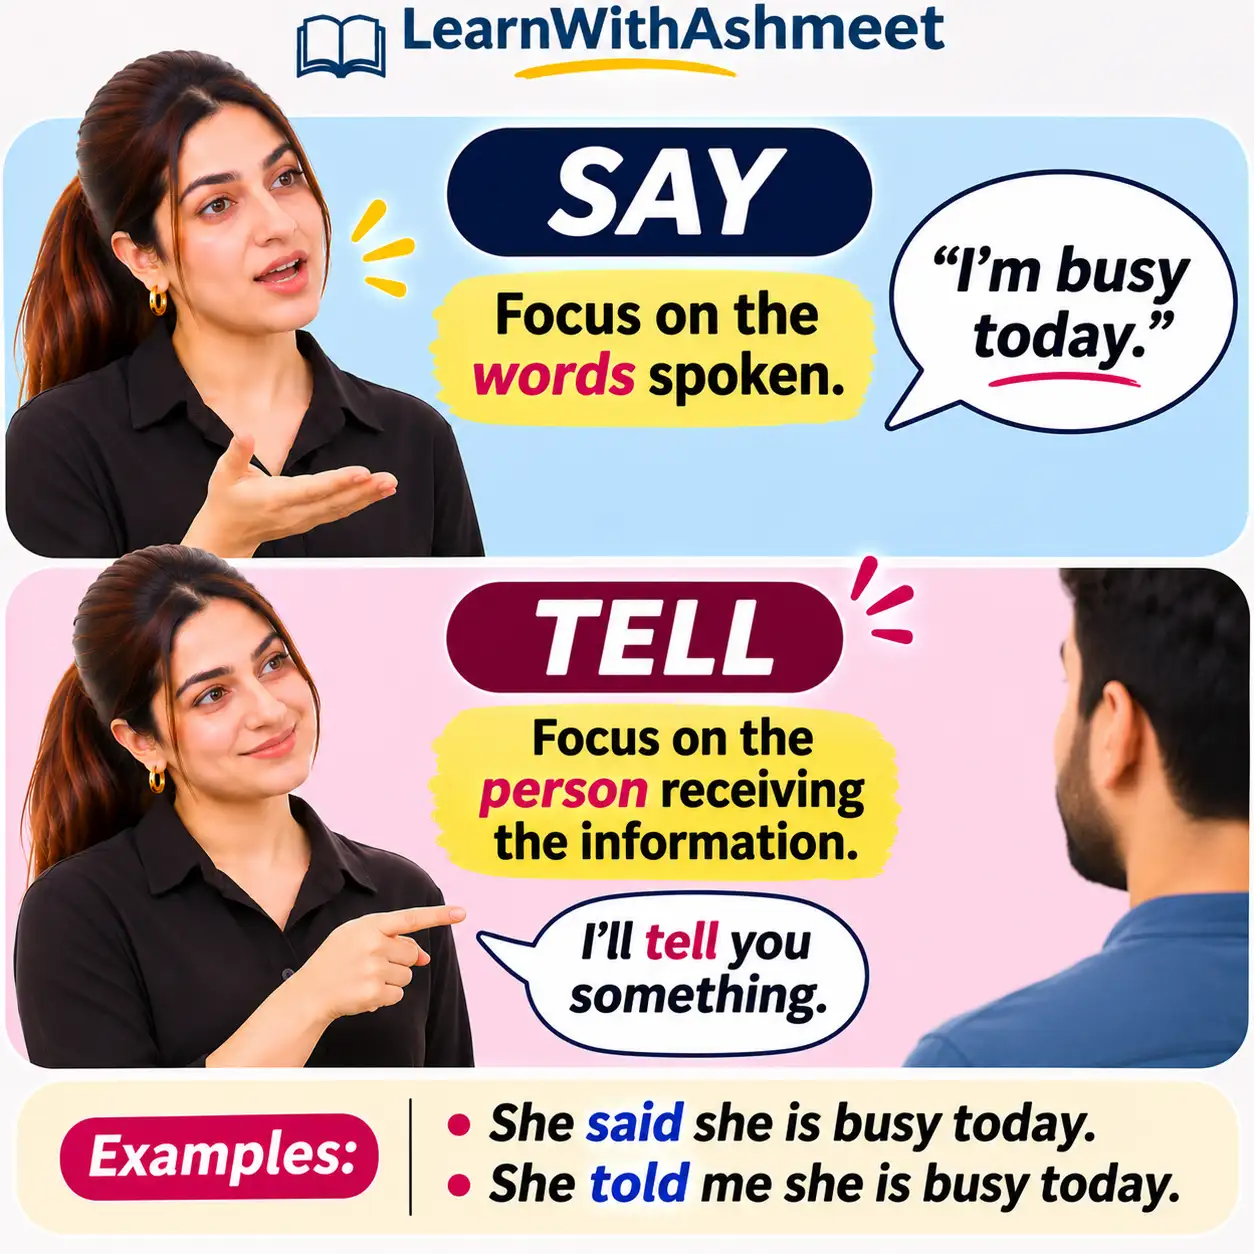 LearnWithAshmeet
SAY
Focus on the
words spoken.
“I’m busy
today.”
TELL
Focus on the
person receiving
the information.
I’ll tell you
something.
Examples:
• She said she is busy today.
• She told me she is busy today.